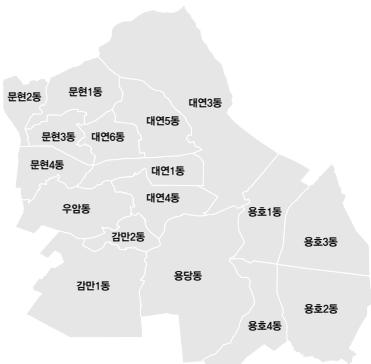 문현2동
문현1동
대연3동
대연5동
문현3동
대연6동
문현4동
대연1동
대연4동
우암동
용호1동
감만2동
용호3동
용당동
감만1동
용호2동
용호4동